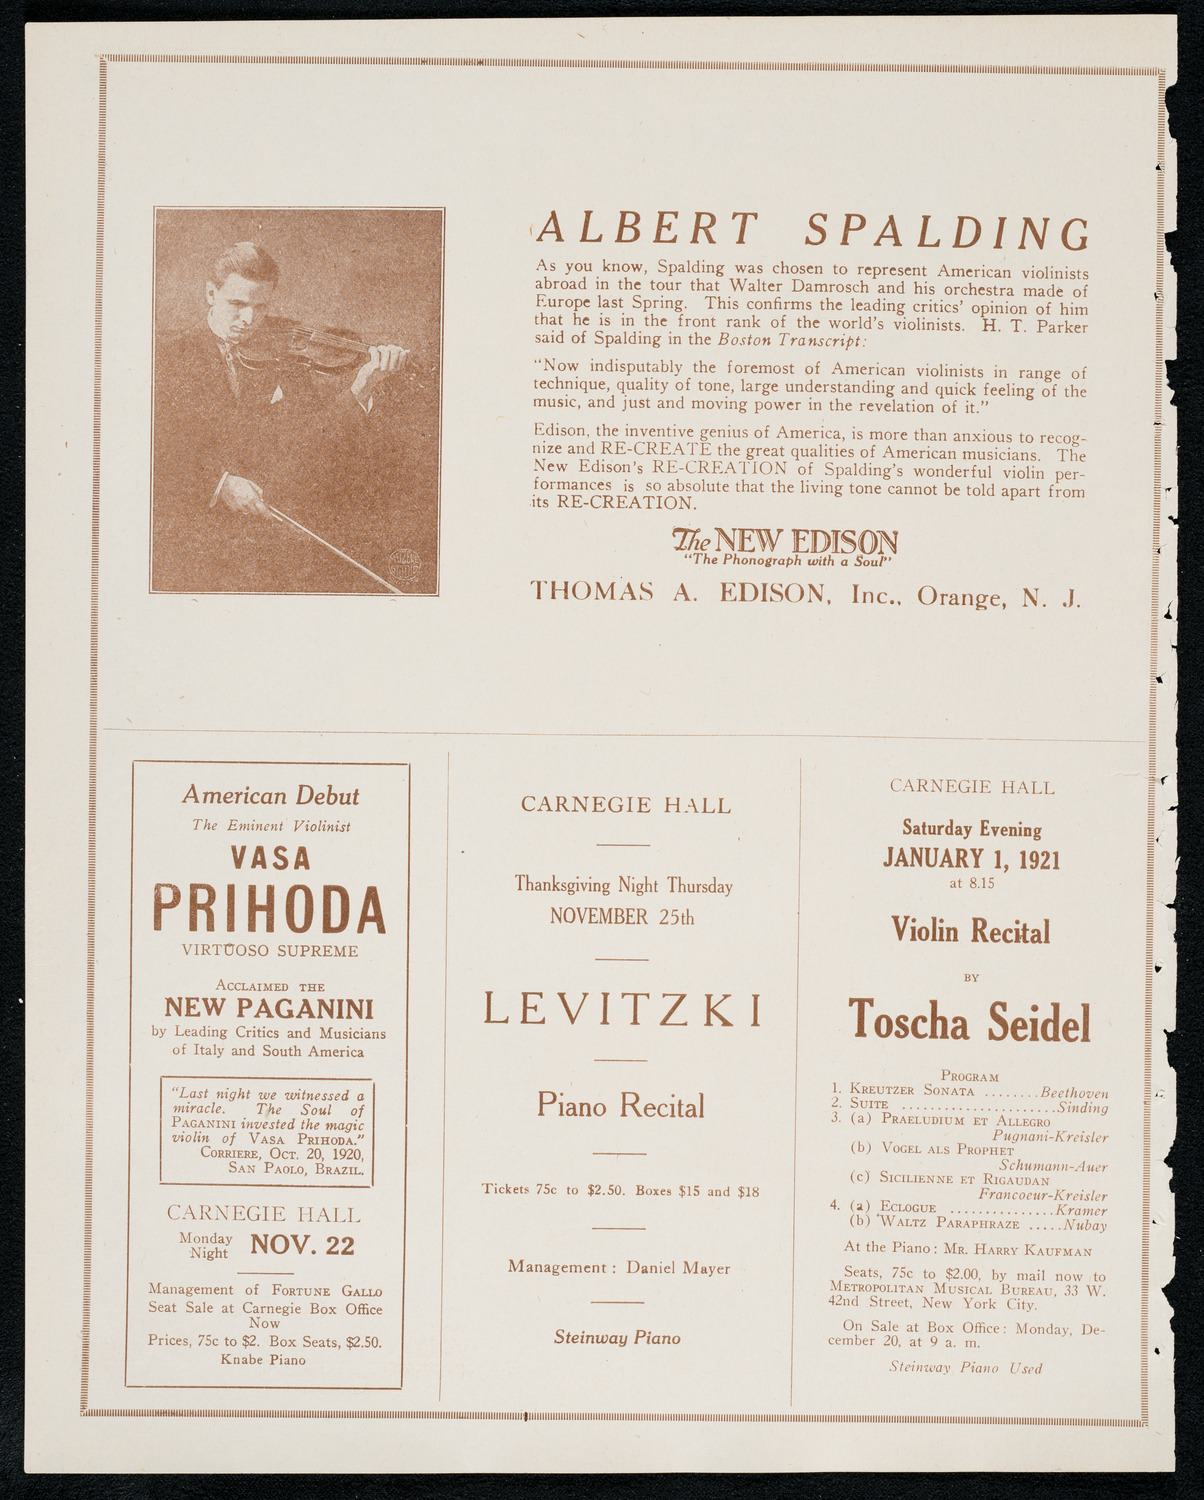 ALBERT SPALDING
As you know, Spalding was chosen to represent American violinists
abroad in the tour that Walter Damrosch and his orchestra made of
Europe last Spring. This confirms the leading critics' opinion of him
that he is in the front rank of the world's violinists. H. T. Parker
said of Spalding in the Boston Transcript:
"Now indisputably the foremost of American violinists in range of
technique, quality of tone, large understanding and quick feeling of the
music, and just and moving power in the revelation of it."
Edison, the inventive genius of America, is more than anxious to recog-
nize and RE-CREATE the great qualities of American musicians. The
New Edison's RE-CREATION of Spalding's wonderful violin per-
formances is so absolute that the living tone cannot be told apart from
its RE-CREATION.
The NEW EDISON
"The Phonograph with a Soul"
THOMAS A. EDISON, Inc., Orange, N. J.
American Debut
The Eminent Violinist
VASA
PRIHODA
VIRTUOSO SUPREME
ACCLAIMED THE
NEW PAGANINI
by Leading Critics and Musicians
of Italy and South America
"Last night we witnessed a
miracle. The Soul of
PAGANINI invested the magic
violin of VASA PRIHODA."
CORRIERE, OCT. 20, 1920,
SAN PAOLO, BRAZIL.
CARNEGIE HALL
Monday
Night NOV. 22
Management of FORTUNE GALLO
Seat Sale at Carnegie Box Office
Now
Prices, 75c to $2. Box Seats, $2.50.
Knabe Piano
CARNEGIE HALL
Thanksgiving Night Thursday
NOVEMBER 25th
LEVITZKI
Piano Recital
Tickets 75c to $2.50. Boxes $15 and $18
Management: Daniel Mayer
Steinway Piano
CARNEGIE HALL
Saturday Evening
JANUARY 1, 1921
at 8.15
Violin Recital
BY
Toscha Seidel
PROGRAM
1. KREUTZER SONATA ........Beethoven
2. SUITE ......................Sinding
3. (a) PRAELUDIUM ET ALLEGRO
Pugnani-Kreisler
(b) VOGEL ALS PROPHET
Schumann-Auer
(c) SICILIENNE ET RIGAUDAN
Francoeur-Kreisler
4. (a) ECLOGUE ...............Kramer
(b) WALTZ PARAPHRAZE .....Nubay
At the Piano: MR. HARRY KAUFMAN
Seats, 75c to $2.00, by mail now to
METROPOLITAN MUSICAL BUREAU, 33 W.
42nd Street, New York City.
On Sale at Box Office: Monday, De-
cember 20, at 9 a. m.
Steinway Piano Used